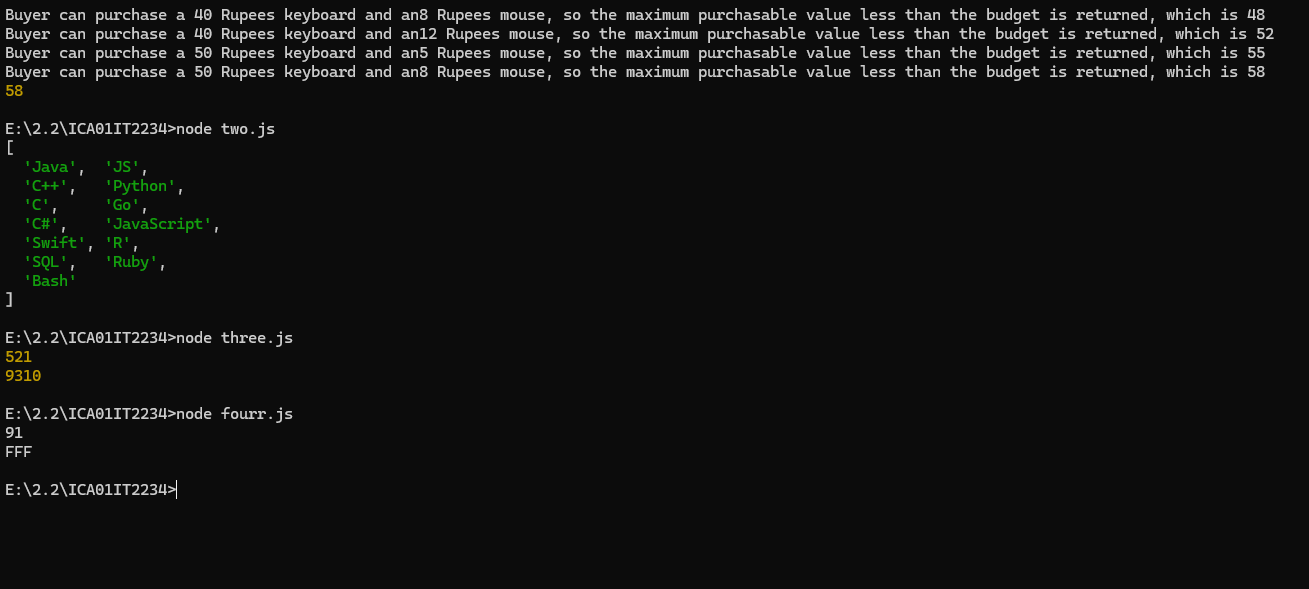 Buyer can purchase a 40 Rupees keyboard and an8 Rupees mouse, so the maximum purchasable value less than the budget is returned, which is 48
Buyer can purchase a 40 Rupees keyboard and an12 Rupees mouse, so the maximum purchasable value less than the budget is returned, which is 52
Buyer can purchase a 50 Rupees keyboard and an5 Rupees mouse, so the maximum purchasable value less than the budget is returned, which is 55
Buyer can purchase a 50 Rupees keyboard and an8 Rupees mouse, so the maximum purchasable value less than the budget is returned, which is 58
58
E:\2.2\ICA01IT2234>node two.js
[
  'Java',  'JS',
  'C++',   'Python',
  'C',     'Go',
  'C#',    'JavaScript',
  'Swift', 'R',
  'SQL',   'Ruby',
  'Bash'
]
E:\2.2\ICA01IT2234>node three.js
521
9310
E:\2.2\ICA01IT2234>node fourr.js
91
FFF
E:\2.2\ICA01IT2234>